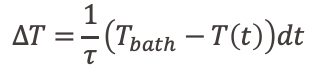 ΔT = 1/τ (T_bath − T(t))dt